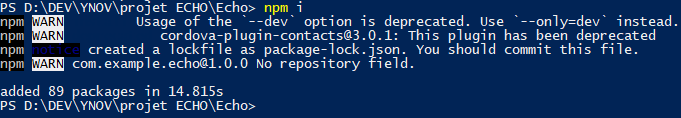 PS D:\DEV\YNOV\projet ECHO\Echo> npm i
npm WARN Usage of the `--dev` option is deprecated. Use `--only=dev` instead.
npm WARN cordova-plugin-contacts@3.0.1: This plugin has been deprecated
npm notice created a lockfile as package-lock.json. You should commit this file.
npm WARN com.example.echo@1.0.0 No repository field.
added 89 packages in 14.815s
PS D:\DEV\YNOV\projet ECHO\Echo>